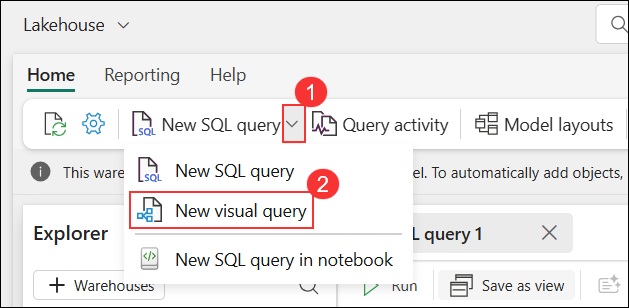 Lakehouse
Home Reporting Help
1
SQL New SQL query Query activity Model layouts
SQL New SQL query
This ware el. To automatically add objects,
2
New visual query
Explorer QL query 1
New SQL query in notebook
+ Warehouses Run Save as view